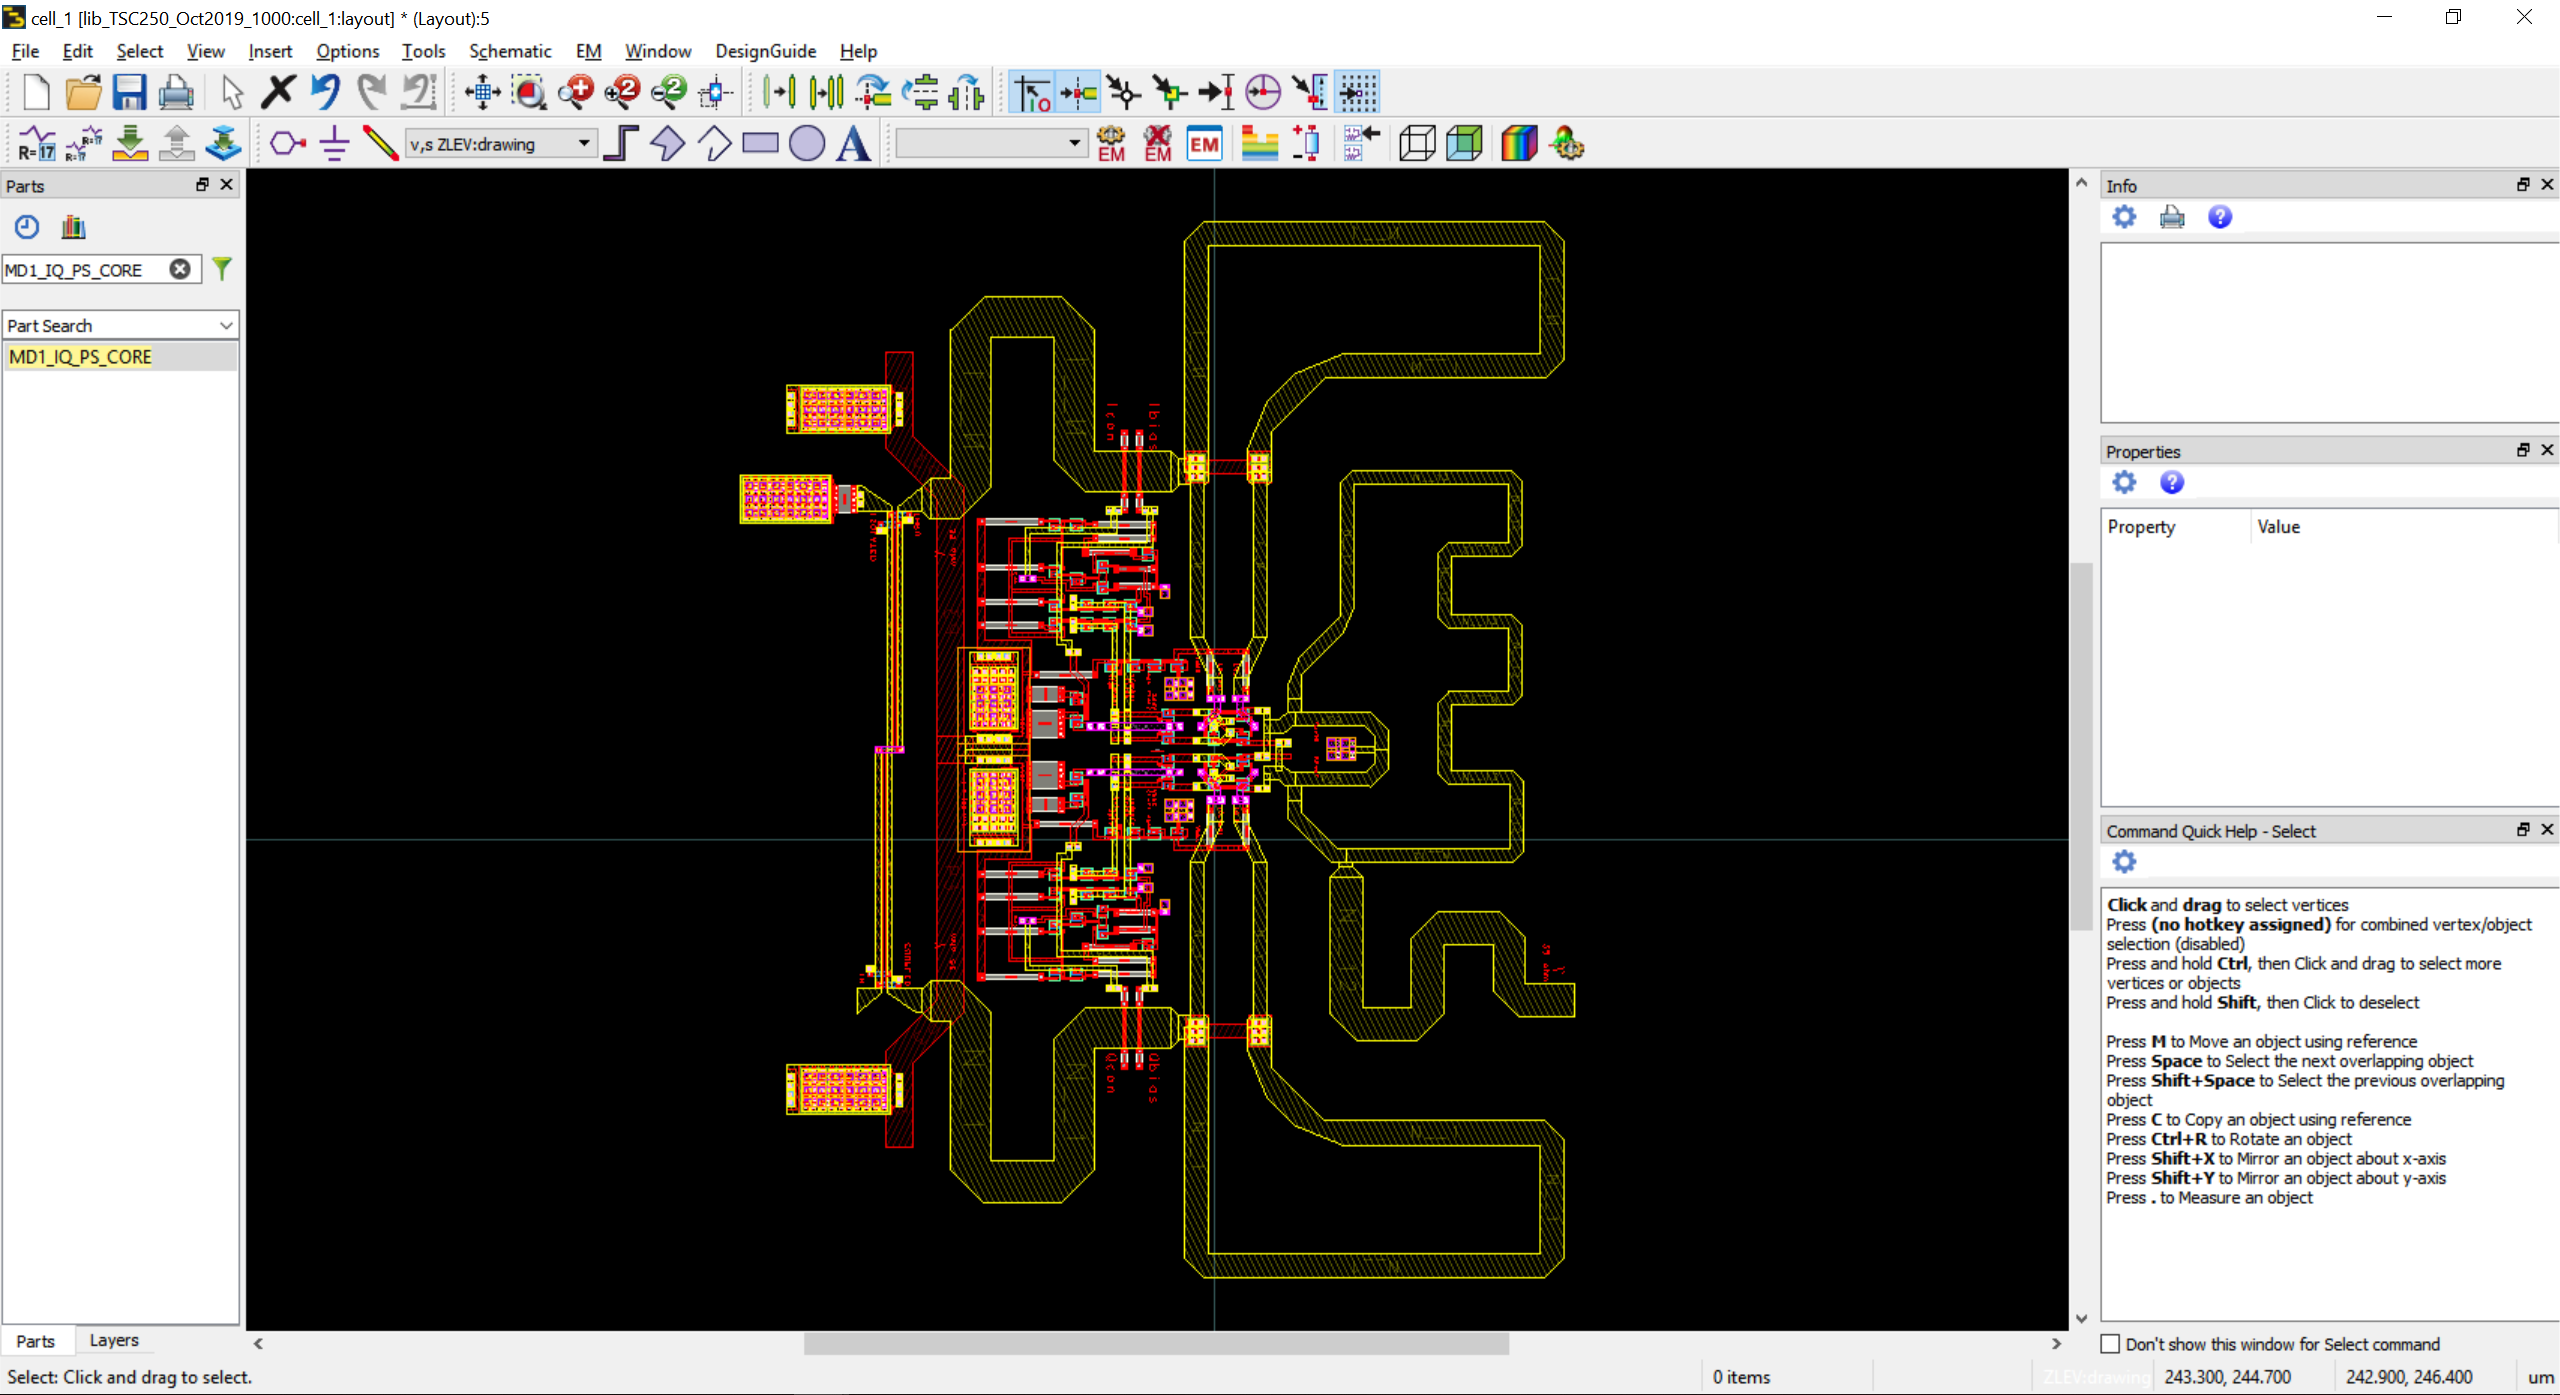 cell_1 [lib_TSC250_Oct2019_1000:cell_1:layout] * (Layout):5
File Edit Select View Insert Options Tools Schematic EM Window DesignGuide Help
v,s ZLEV:drawing
EM EM EM
Parts
MD1_IQ_PS_CORE
Part Search
MD1_IQ_PS_CORE
Icon
Ibias
Qcon
Qbias
Info
Properties
Property Value
Command Quick Help - Select
Click and drag to select vertices
Press (no hotkey assigned) for combined vertex/object
selection (disabled)
Press and hold Ctrl, then Click and drag to select more
vertices or objects
Press and hold Shift, then Click to deselect
Press M to Move an object using reference
Press Space to Select the next overlapping object
Press Shift+Space to Select the previous overlapping
object
Press C to Copy an object using reference
Press Ctrl+R to Rotate an object
Press Shift+X to Mirror an object about x-axis
Press Shift+Y to Mirror an object about y-axis
Press . to Measure an object
Don't show this window for Select command
Parts Layers
Select: Click and drag to select.
0 items
ZLEV:drawing
243.300, 244.700
242.900, 246.400
um